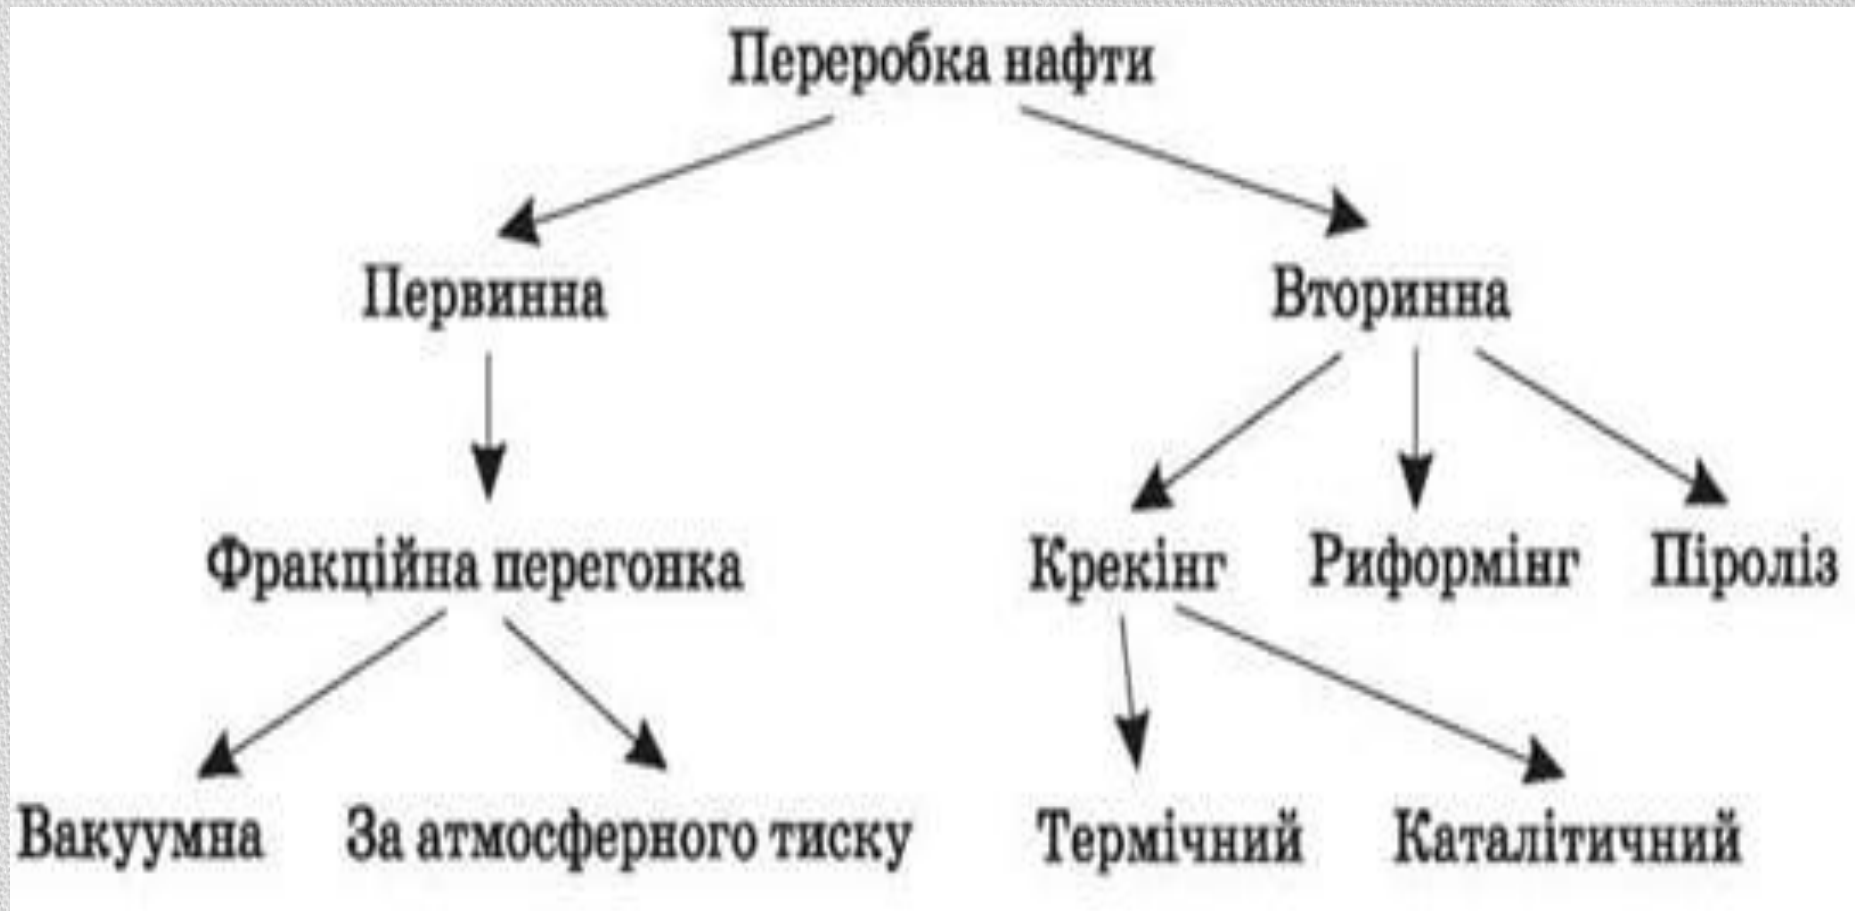 Переробка нафти
Первинна
Вторинна
Фракційна перегонка
Крекінг
Риформінг
Піроліз
Вакуумна
За атмосферного тиску
Термічний
Каталітичний